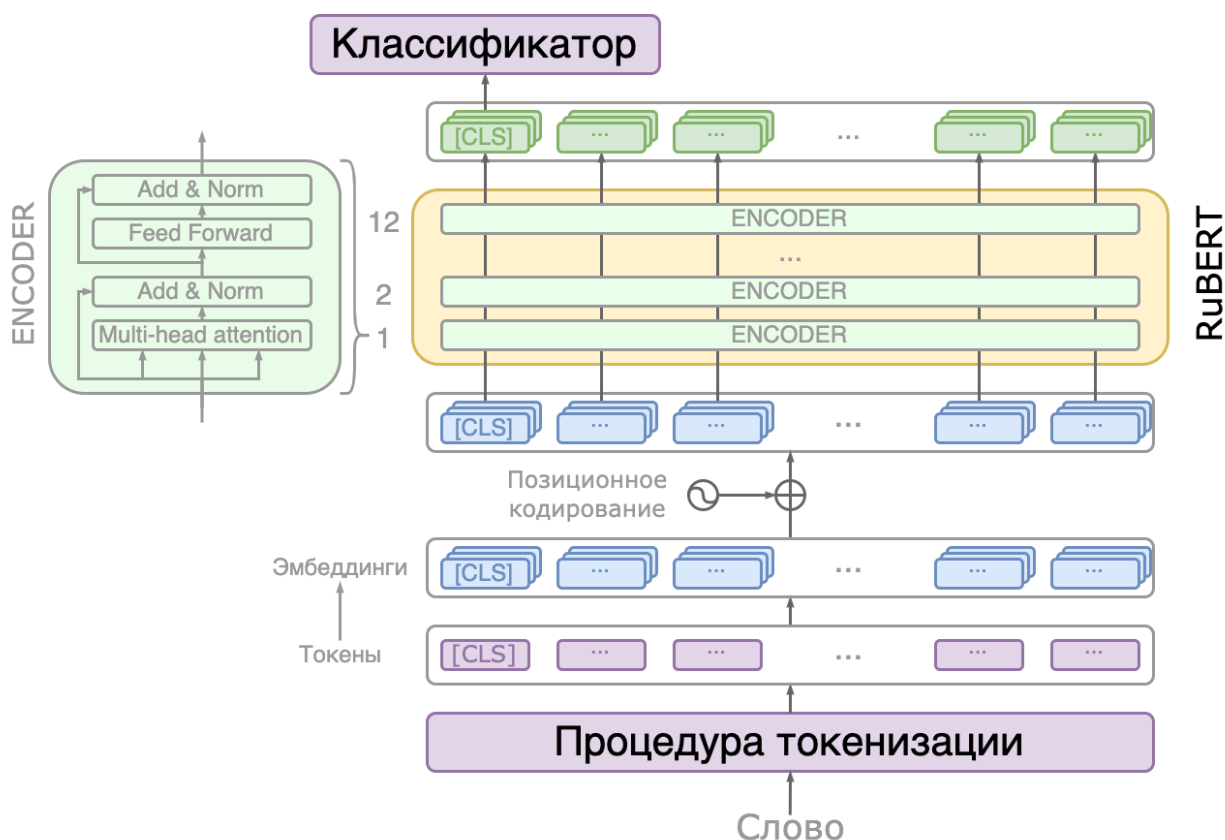 Классификатор
[CLS] ... ... ... ... ...
ENCODER
Add & Norm
Feed Forward
Add & Norm
Multi-head attention
12
2
1
ENCODER
...
ENCODER
ENCODER
RuBERT
[CLS] ... ... ... ... ...
Позиционное
кодирование
Эмбеддинги
[CLS] ... ... ... ... ...
Токены
[CLS] ... ... ... ... ...
Процедура токенизации
Слово